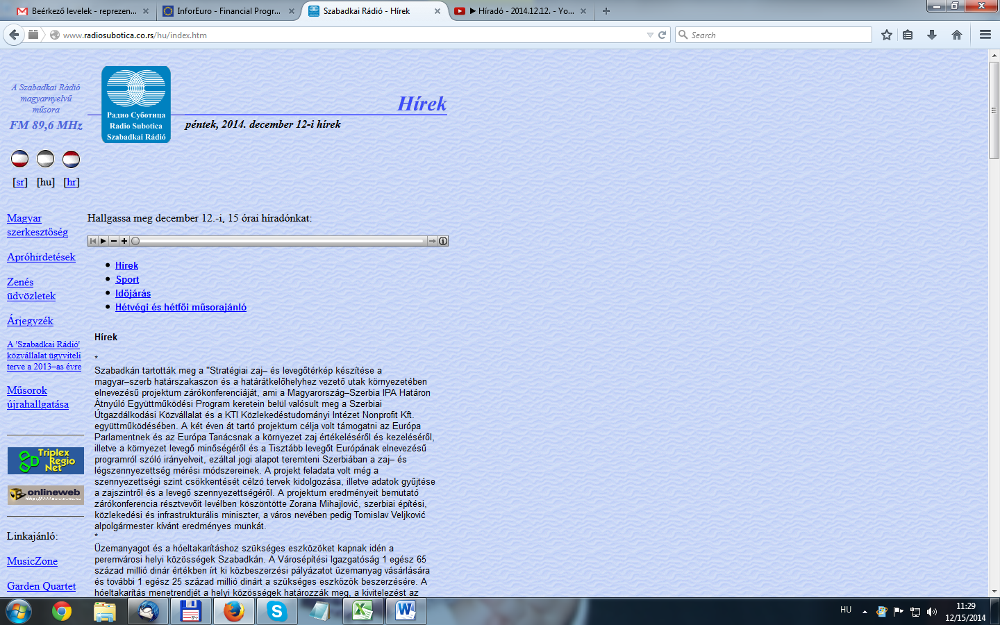 Beérkező levelek - reprezen...
InforEuro - Financial Progr...
Szabadkai Rádió - Hírek
▶ Híradó - 2014.12.12. - Yo...
www.radiosubotica.co.rs/hu/index.htm
Search
A Szabadkai Rádió
magyarnyelvű
műsora
FM 89,6 MHz
Радио Суботица
Radio Subotica
Szabadkai Rádió
Hírek
péntek, 2014. december 12-i hírek
[sr] [hu] [hr]
Magyar
szerkesztőség
Apróhirdetések
Zenés
üdvözletek
Árjegyzék
A 'Szabadkai Rádió'
közvállalat ügyviteli
terve a 2013–as évre
Műsorok
újrahallgatása
Triplex
Regio
Net
onlineweb
Linkajánló:
MusicZone
Garden Quartet
Hallgassa meg december 12.-i, 15 órai híradónkat:
Hírek
Sport
Időjárás
Hétvégi és hétfői műsorajánló
Hírek
*
Szabadkán tartották meg a "Stratégiai zaj– és levegőtérkép készítése a
magyar–szerb határszakaszon és a határátkelőhelyhez vezető utak környezetében
elnevezésű projektum zárókonferenciáját, ami a Magyarország–Szerbia IPA Határon
Átnyúló Együttműködési Program keretein belül valósult meg a Szerbiai
Útgazdálkodási Közvállalat és a KTI Közlekedéstudományi Intézet Nonprofit Kft.
együttműködésében. A két éven át tartó projektum célja volt támogatni az Európa
Parlamentnek és az Európa Tanácsnak a környezet zaj értékeléséről és kezeléséről,
illetve a környezet levegő minőségéről és a Tisztább levegőt Európának elnevezésű
programról szóló irányelveit, ezáltal jogi alapot teremteni Szerbiában a zaj– és
légszennyezettség mérési módszereinek. A projekt feladata volt még a
szennyezettségi szint csökkentését célzó tervek kidolgozása, illetve adatok gyűjtése
a zajszintről és a levegő szennyezettségéről. A projektum eredményeit bemutató
zárókonferencia résztvevőit levélben köszöntötte Zorana Mihajlović, szerbiai építési,
közlekedési és infrastrukturális miniszter, a város nevében pedig Tomislav Veljković
alpolgármester kívánt eredményes munkát.
*
Üzemanyagot és a hóeltakarításhoz szükséges eszközöket kapnak idén a
peremvárosi helyi közösségek Szabadkán. A Városépítési Igazgatóság 1 egész 65
század millió dinár értékben írt ki közbeszerzési pályázatot üzemanyag vásárlására
és további 1 egész 25 század millió dinárt a szükséges eszközök beszerzésére. A
hóeltakarítás menetrendjét a helyi közösségek határozzák meg, a kivitelezést az
HU
11:29
12/15/2014